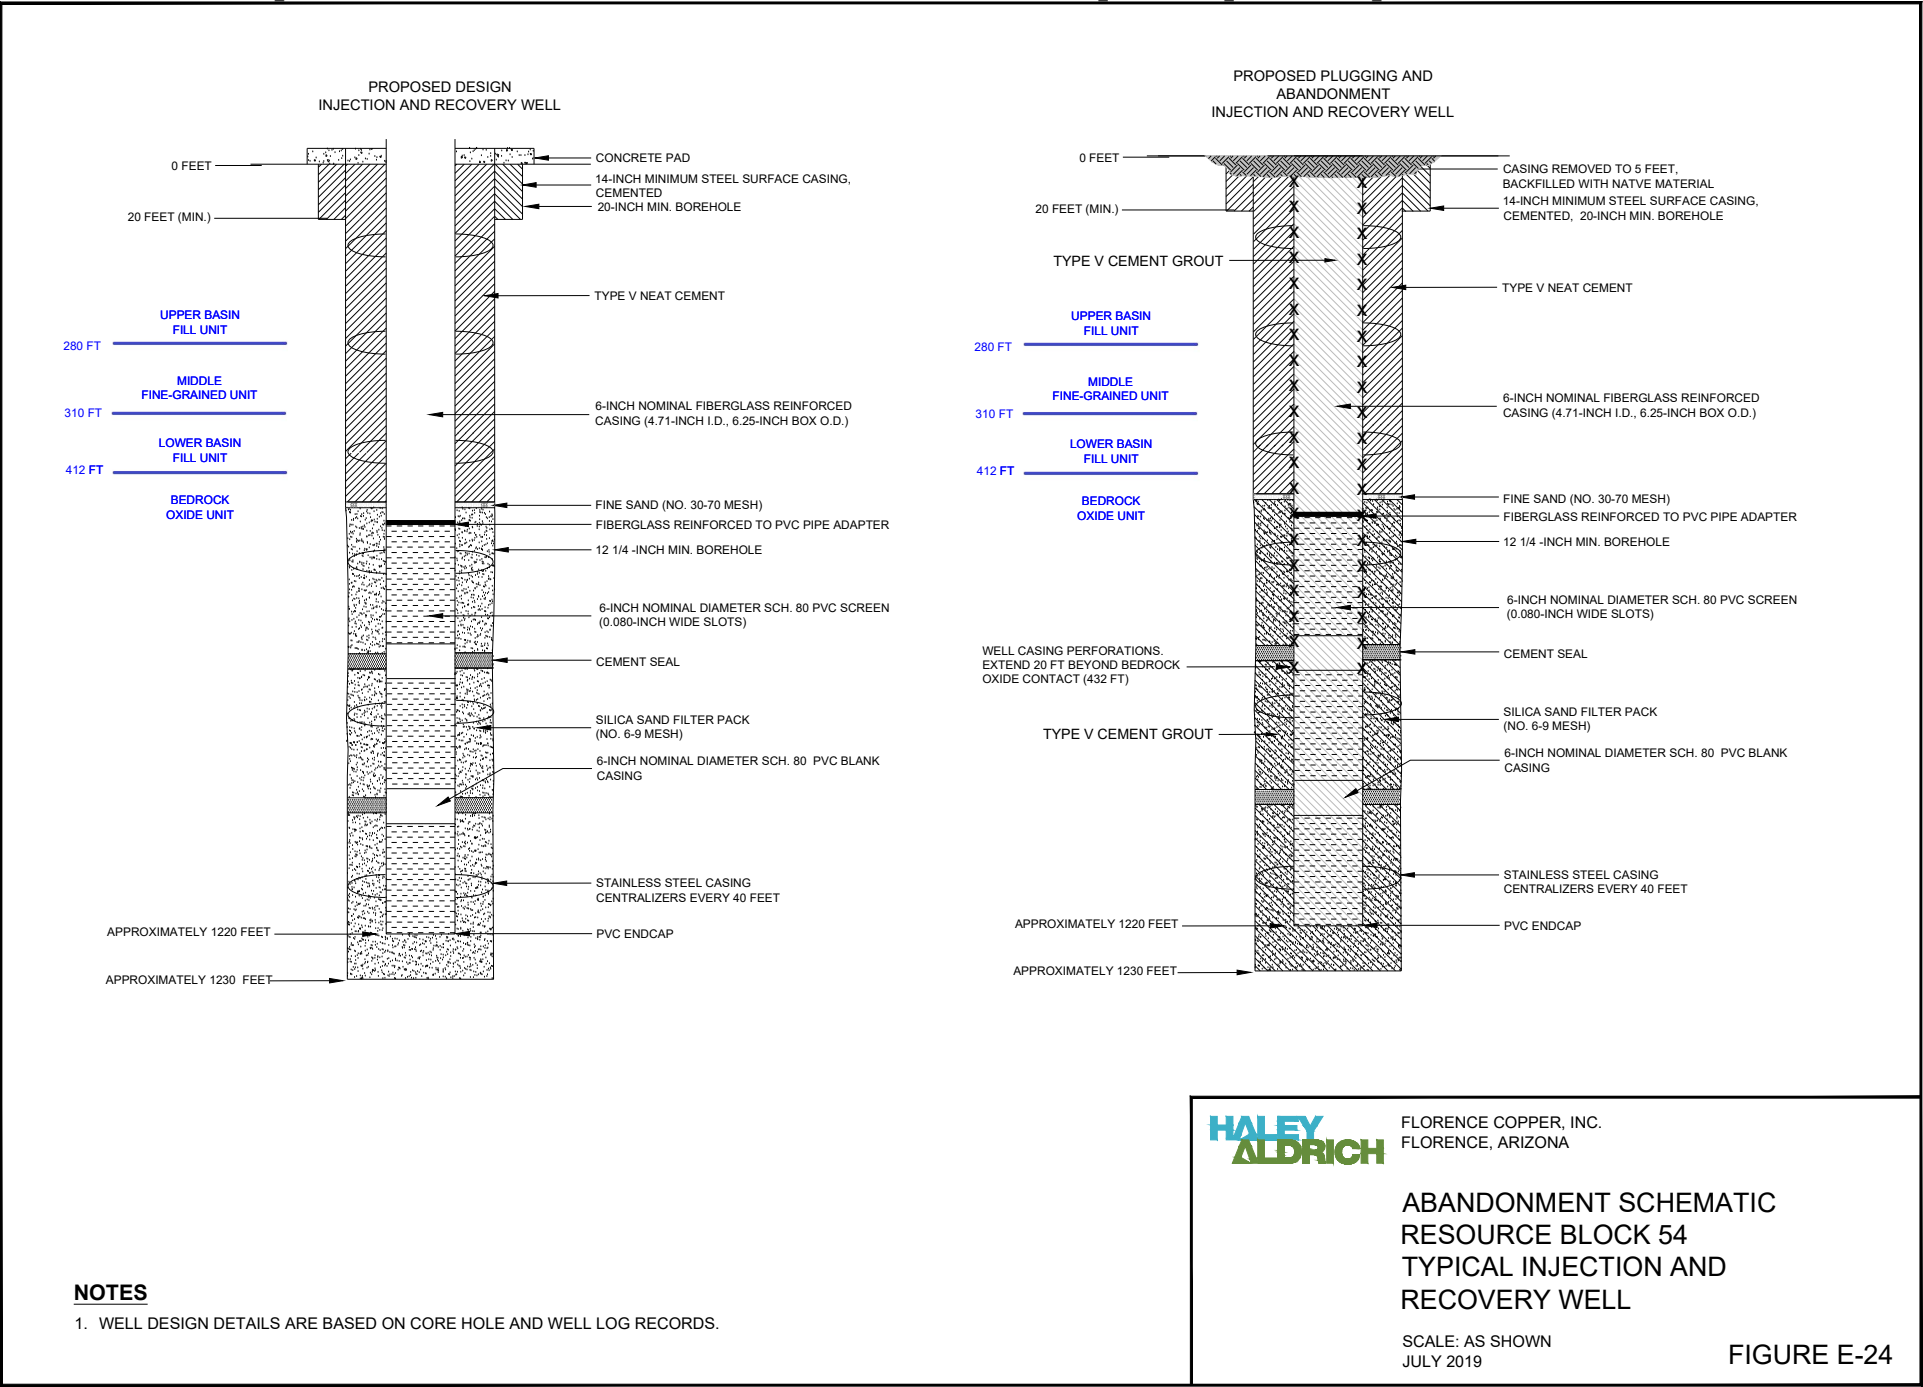 PROPOSED DESIGN
INJECTION AND RECOVERY WELL
0 FEET
CONCRETE PAD
14-INCH MINIMUM STEEL SURFACE CASING,
CEMENTED
20-INCH MIN. BOREHOLE
20 FEET (MIN.)
TYPE V NEAT CEMENT
UPPER BASIN
FILL UNIT
280 FT
MIDDLE
FINE-GRAINED UNIT
310 FT
6-INCH NOMINAL FIBERGLASS REINFORCED
CASING (4.71-INCH I.D., 6.25-INCH BOX O.D.)
LOWER BASIN
FILL UNIT
412 FT
BEDROCK
OXIDE UNIT
FINE SAND (NO. 30-70 MESH)
FIBERGLASS REINFORCED TO PVC PIPE ADAPTER
12 1/4 -INCH MIN. BOREHOLE
6-INCH NOMINAL DIAMETER SCH. 80 PVC SCREEN
(0.080-INCH WIDE SLOTS)
CEMENT SEAL
SILICA SAND FILTER PACK
(NO. 6-9 MESH)
6-INCH NOMINAL DIAMETER SCH. 80  PVC BLANK
CASING
STAINLESS STEEL CASING
CENTRALIZERS EVERY 40 FEET
APPROXIMATELY 1220 FEET
PVC ENDCAP
APPROXIMATELY 1230  FEET
PROPOSED PLUGGING AND
ABANDONMENT
INJECTION AND RECOVERY WELL
0 FEET
CASING REMOVED TO 5 FEET,
BACKFILLED WITH NATVE MATERIAL
14-INCH MINIMUM STEEL SURFACE CASING,
CEMENTED,  20-INCH MIN. BOREHOLE
20 FEET (MIN.)
TYPE V CEMENT GROUT
TYPE V NEAT CEMENT
UPPER BASIN
FILL UNIT
280 FT
MIDDLE
FINE-GRAINED UNIT
310 FT
6-INCH NOMINAL FIBERGLASS REINFORCED
CASING (4.71-INCH I.D., 6.25-INCH BOX O.D.)
LOWER BASIN
FILL UNIT
412 FT
BEDROCK
OXIDE UNIT
FINE SAND (NO. 30-70 MESH)
FIBERGLASS REINFORCED TO PVC PIPE ADAPTER
12 1/4 -INCH MIN. BOREHOLE
6-INCH NOMINAL DIAMETER SCH. 80 PVC SCREEN
(0.080-INCH WIDE SLOTS)
WELL CASING PERFORATIONS.
EXTEND 20 FT BEYOND BEDROCK
OXIDE CONTACT (432 FT)
CEMENT SEAL
SILICA SAND FILTER PACK
(NO. 6-9 MESH)
TYPE V CEMENT GROUT
6-INCH NOMINAL DIAMETER SCH. 80  PVC BLANK
CASING
STAINLESS STEEL CASING
CENTRALIZERS EVERY 40 FEET
APPROXIMATELY 1220 FEET
PVC ENDCAP
APPROXIMATELY 1230 FEET
NOTES
1.  WELL DESIGN DETAILS ARE BASED ON CORE HOLE AND WELL LOG RECORDS.
HALEY
ALDRICH
FLORENCE COPPER, INC.
FLORENCE, ARIZONA
ABANDONMENT SCHEMATIC
RESOURCE BLOCK 54
TYPICAL INJECTION AND
RECOVERY WELL
SCALE: AS SHOWN
JULY 2019
FIGURE E-24